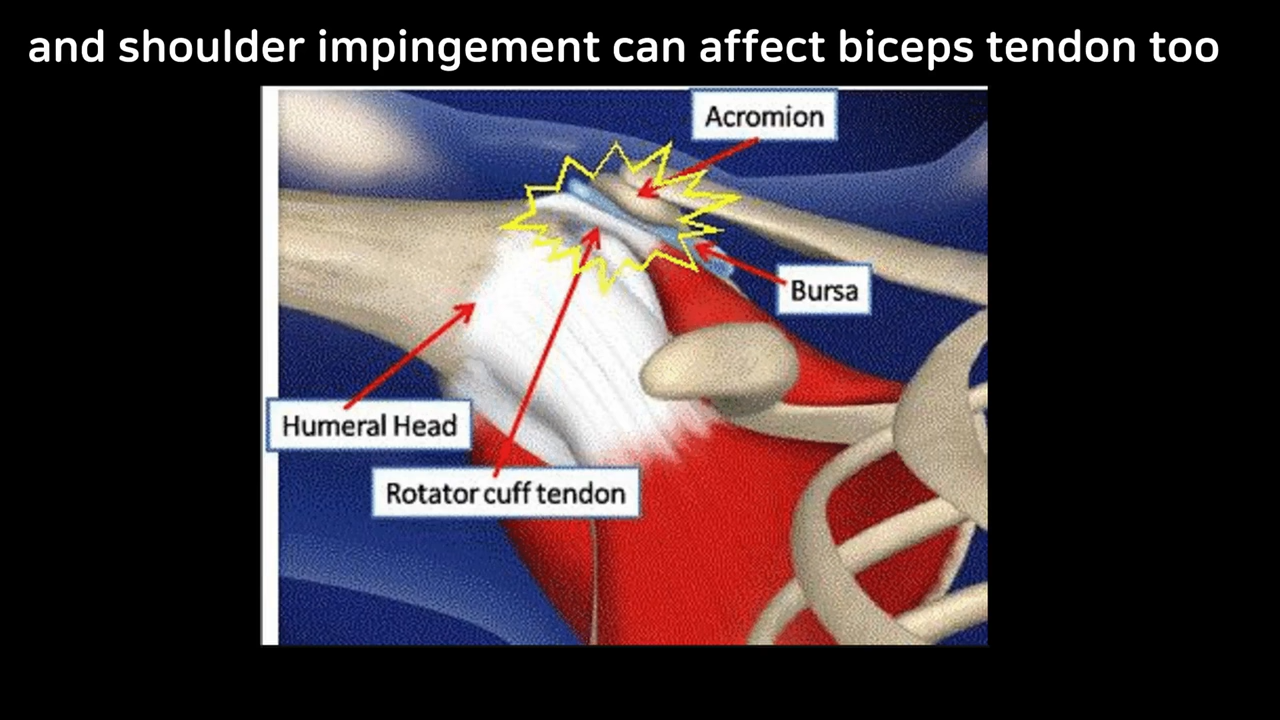 and shoulder impingement can affect biceps tendon too
Acromion
Bursa
Humeral Head
Rotator cuff tendon